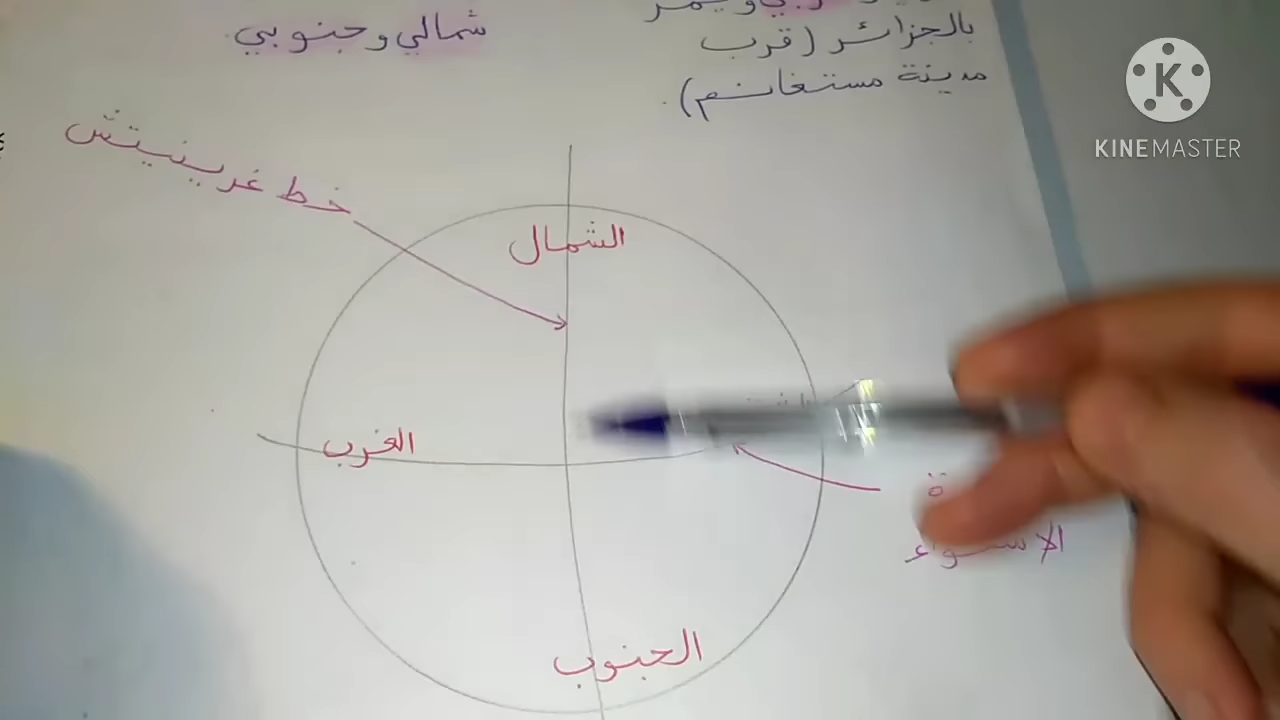 شمالي وجنوبي.
بالجزائر (قرب
مدينة مستغانم).
KINEMASTER
خط غرينيتش
الشمال
الغرب
الاستواء
الجنوب